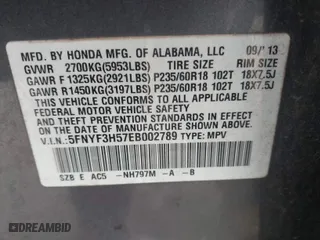 MFD. BY HONDA MFG. OF ALABAMA, LLC 09/'13
GVWR 2700KG(5953LBS) TIRE SIZE RIM SIZE
GAWR F 1325KG(2921LBS) P235/60R18 102T 18X7.5J
GAWR R1450KG(3197LBS) P235/60R18 102T 18X7.5J
THIS VEHICLE CONFORMS TO ALL APPLICABLE
FEDERAL MOTOR VEHICLE SAFETY AND THEFT
PREVENTION STANDARDS IN EFFECT ON THE
DATE OF MANUFACTURE SHOWN ABOVE.
V.I.N.:5FNYF3H57EB002789 TYPE:MPV
SZB E AC5 -NH797M -A -B